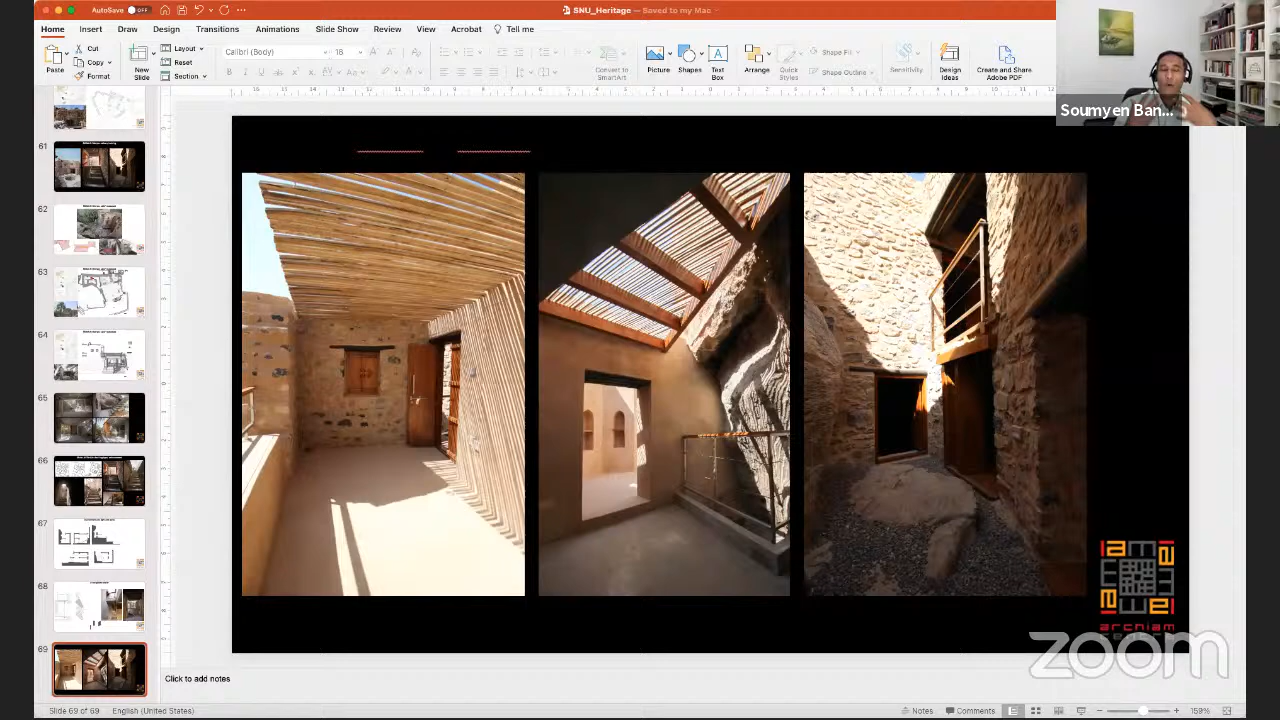 AutoSave OFF
SNU_Heritage — Saved to my Mac
Home Insert Draw Design Transitions Animations Slide Show Review View Acrobat Tell me
Paste
Cut
Copy
Format
New Slide
Layout
Reset
Section
Calibri (Body) 18
Convert to SmartArt
Picture
Shapes
Text Box
Arrange
Quick Styles
Shape Fill
Shape Outline
Sensitivity
Design Ideas
Create and Share Adobe PDF
Soumyen Ban...
61
62
63
64
65
66
67
68
69
zoom
Click to add notes
Slide 69 of 69 English (United States) Notes Comments 159%